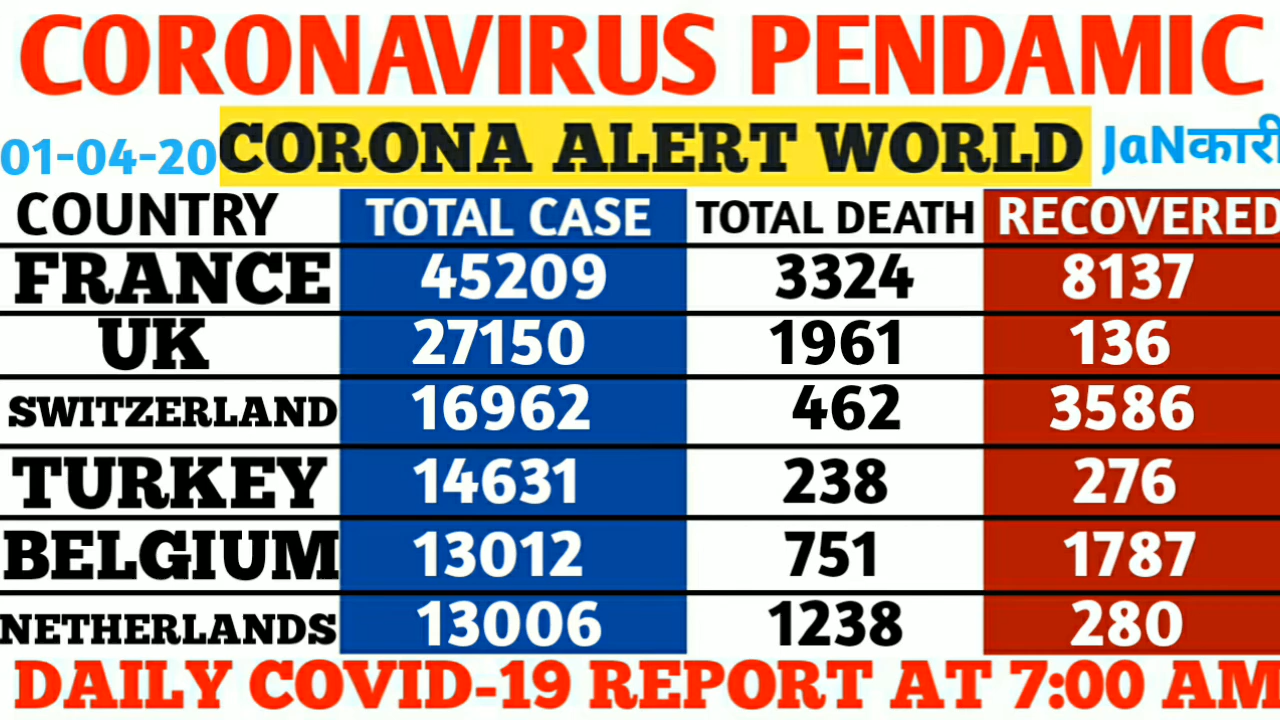 CORONAVIRUS PENDAMIC
01-04-20 CORONA ALERT WORLD JaNकारी
COUNTRY TOTAL CASE TOTAL DEATH RECOVERED
FRANCE 45209 3324 8137
UK 27150 1961 136
SWITZERLAND 16962 462 3586
TURKEY 14631 238 276
BELGIUM 13012 751 1787
NETHERLANDS 13006 1238 280
DAILY COVID-19 REPORT AT 7:00 AM